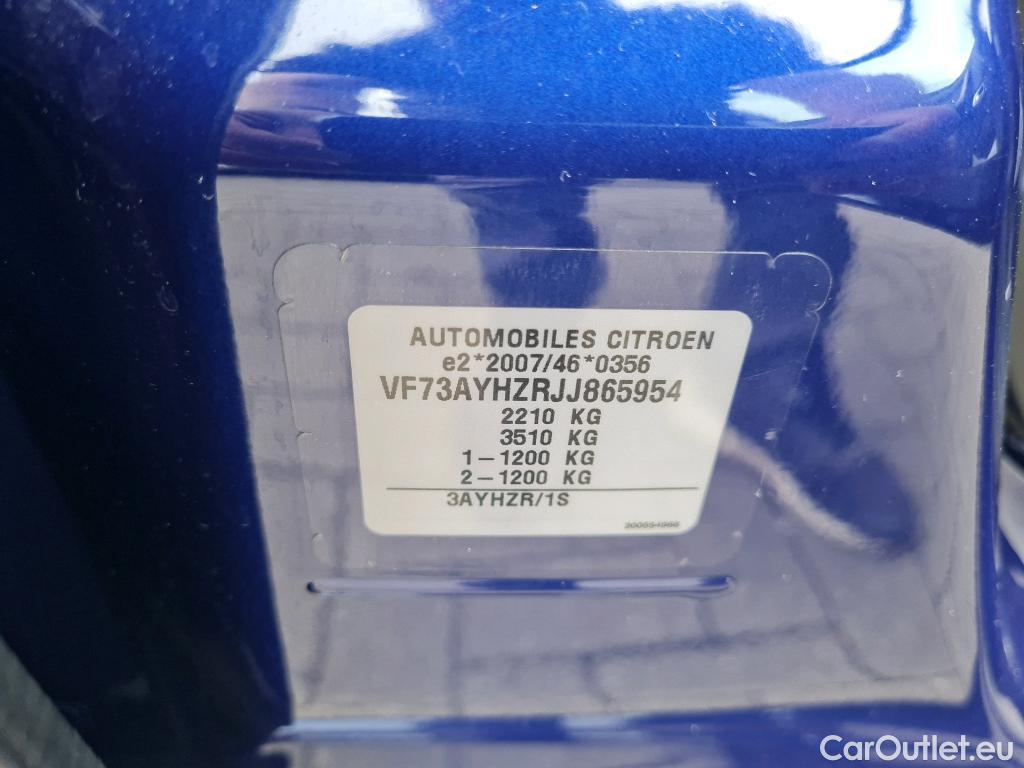 AUTOMOBILES CITROEN
e2*2007/46*0356
VF73AYHZRJJ865954
2210 KG
3510 KG
1-1200 KG
2-1200 KG
3AYHZR/1S
CarOutlet.eu